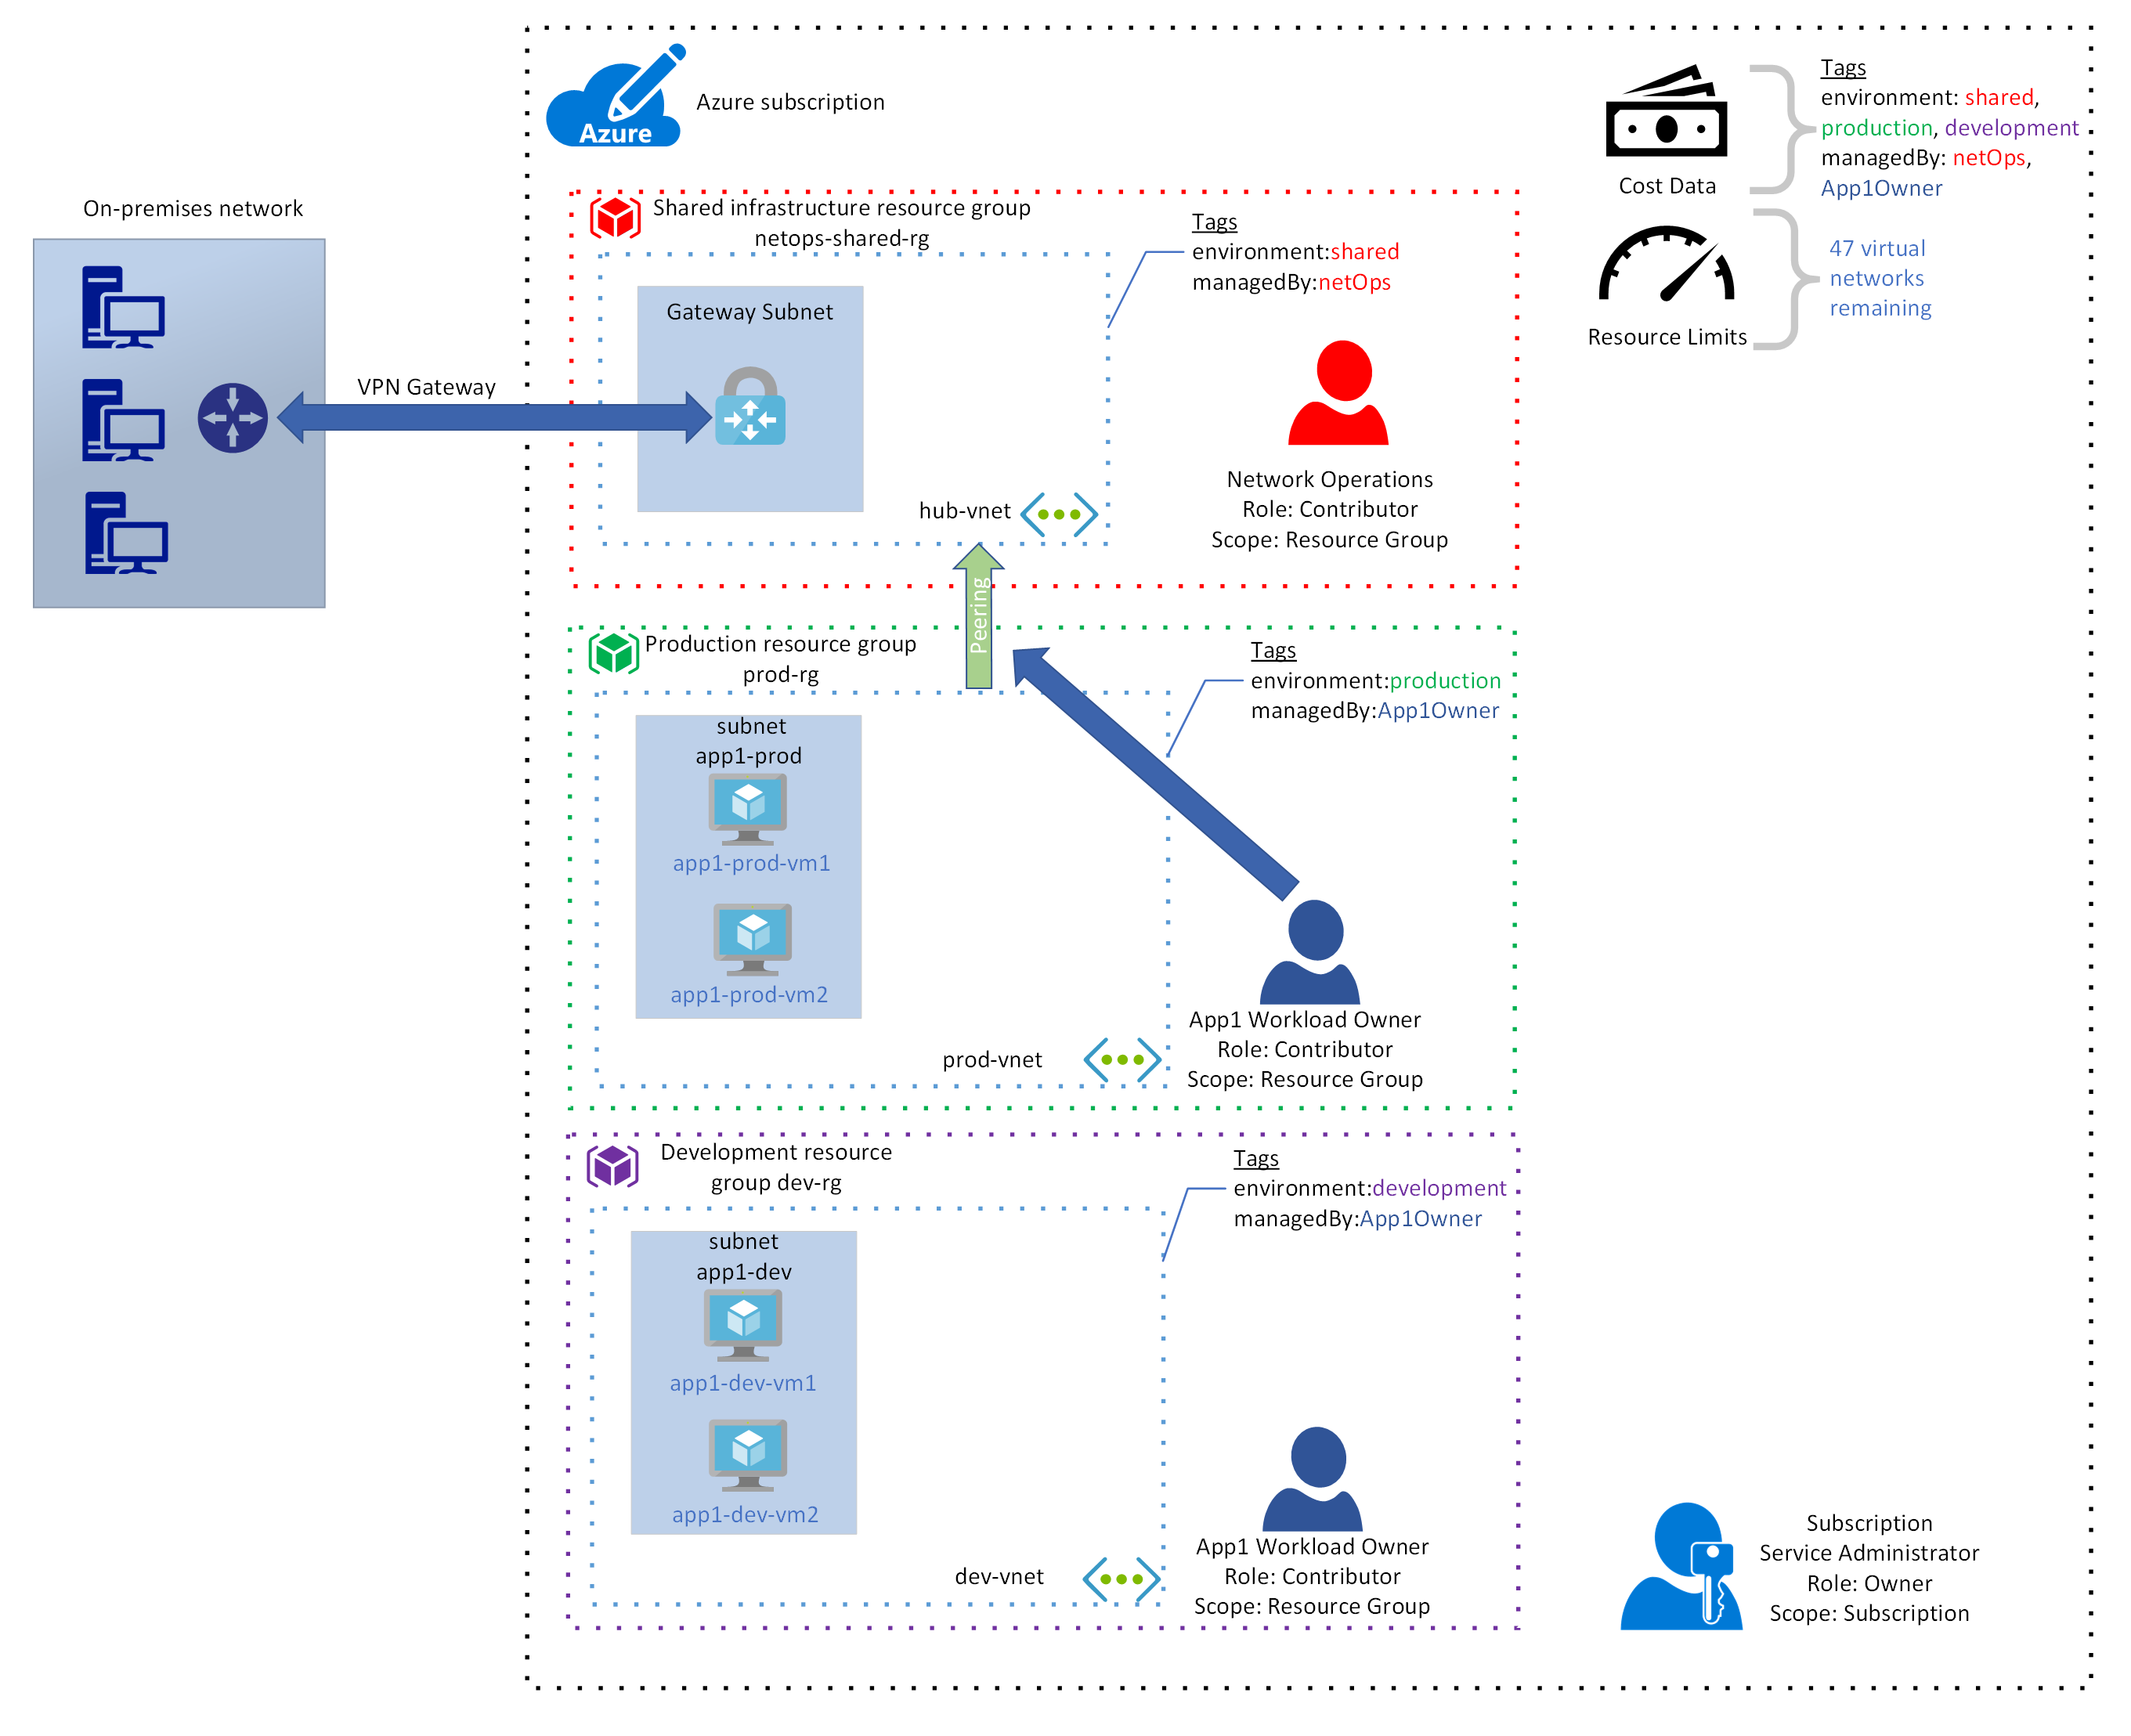 Azure
Azure subscription
Cost Data
Tags
environment: shared,
production, development
managedBy: netOps,
App1Owner
Resource Limits
47 virtual
networks
remaining
On-premises network
VPN Gateway
Shared infrastructure resource group
netops-shared-rg
Gateway Subnet
hub-vnet
Tags
environment:shared
managedBy:netOps
Network Operations
Role: Contributor
Scope: Resource Group
Peering
Production resource group
prod-rg
subnet
app1-prod
app1-prod-vm1
app1-prod-vm2
prod-vnet
Tags
environment:production
managedBy:App1Owner
App1 Workload Owner
Role: Contributor
Scope: Resource Group
Development resource
group dev-rg
subnet
app1-dev
app1-dev-vm1
app1-dev-vm2
dev-vnet
Tags
environment:development
managedBy:App1Owner
App1 Workload Owner
Role: Contributor
Scope: Resource Group
Subscription
Service Administrator
Role: Owner
Scope: Subscription